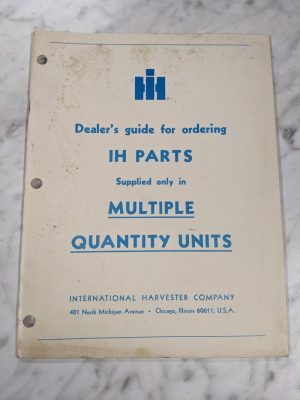 IH
Dealer's guide for ordering
IH PARTS
Supplied only in
MULTIPLE
QUANTITY UNITS
INTERNATIONAL HARVESTER COMPANY
401 North Michigan Avenue • Chicago, Illinois 60611, U.S.A.